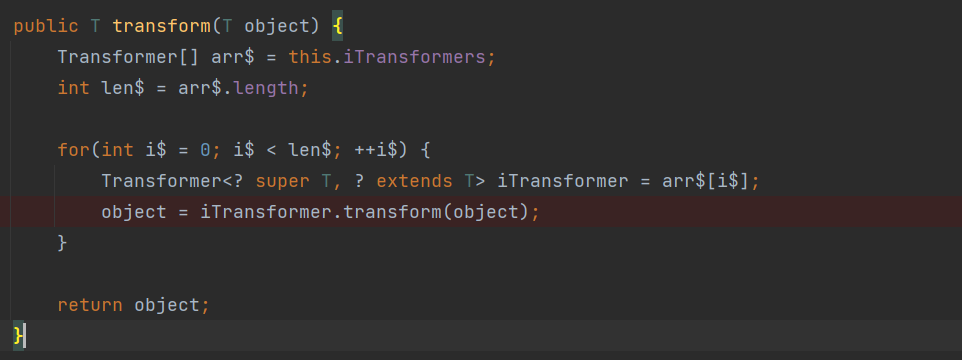 public T transform(T object) {
Transformer[] arr$ = this.iTransformers;
int len$ = arr$.length;
for(int i$ = 0; i$ < len$; ++i$) {
Transformer<? super T, ? extends T> iTransformer = arr$[i$];
object = iTransformer.transform(object);
}
return object;
}